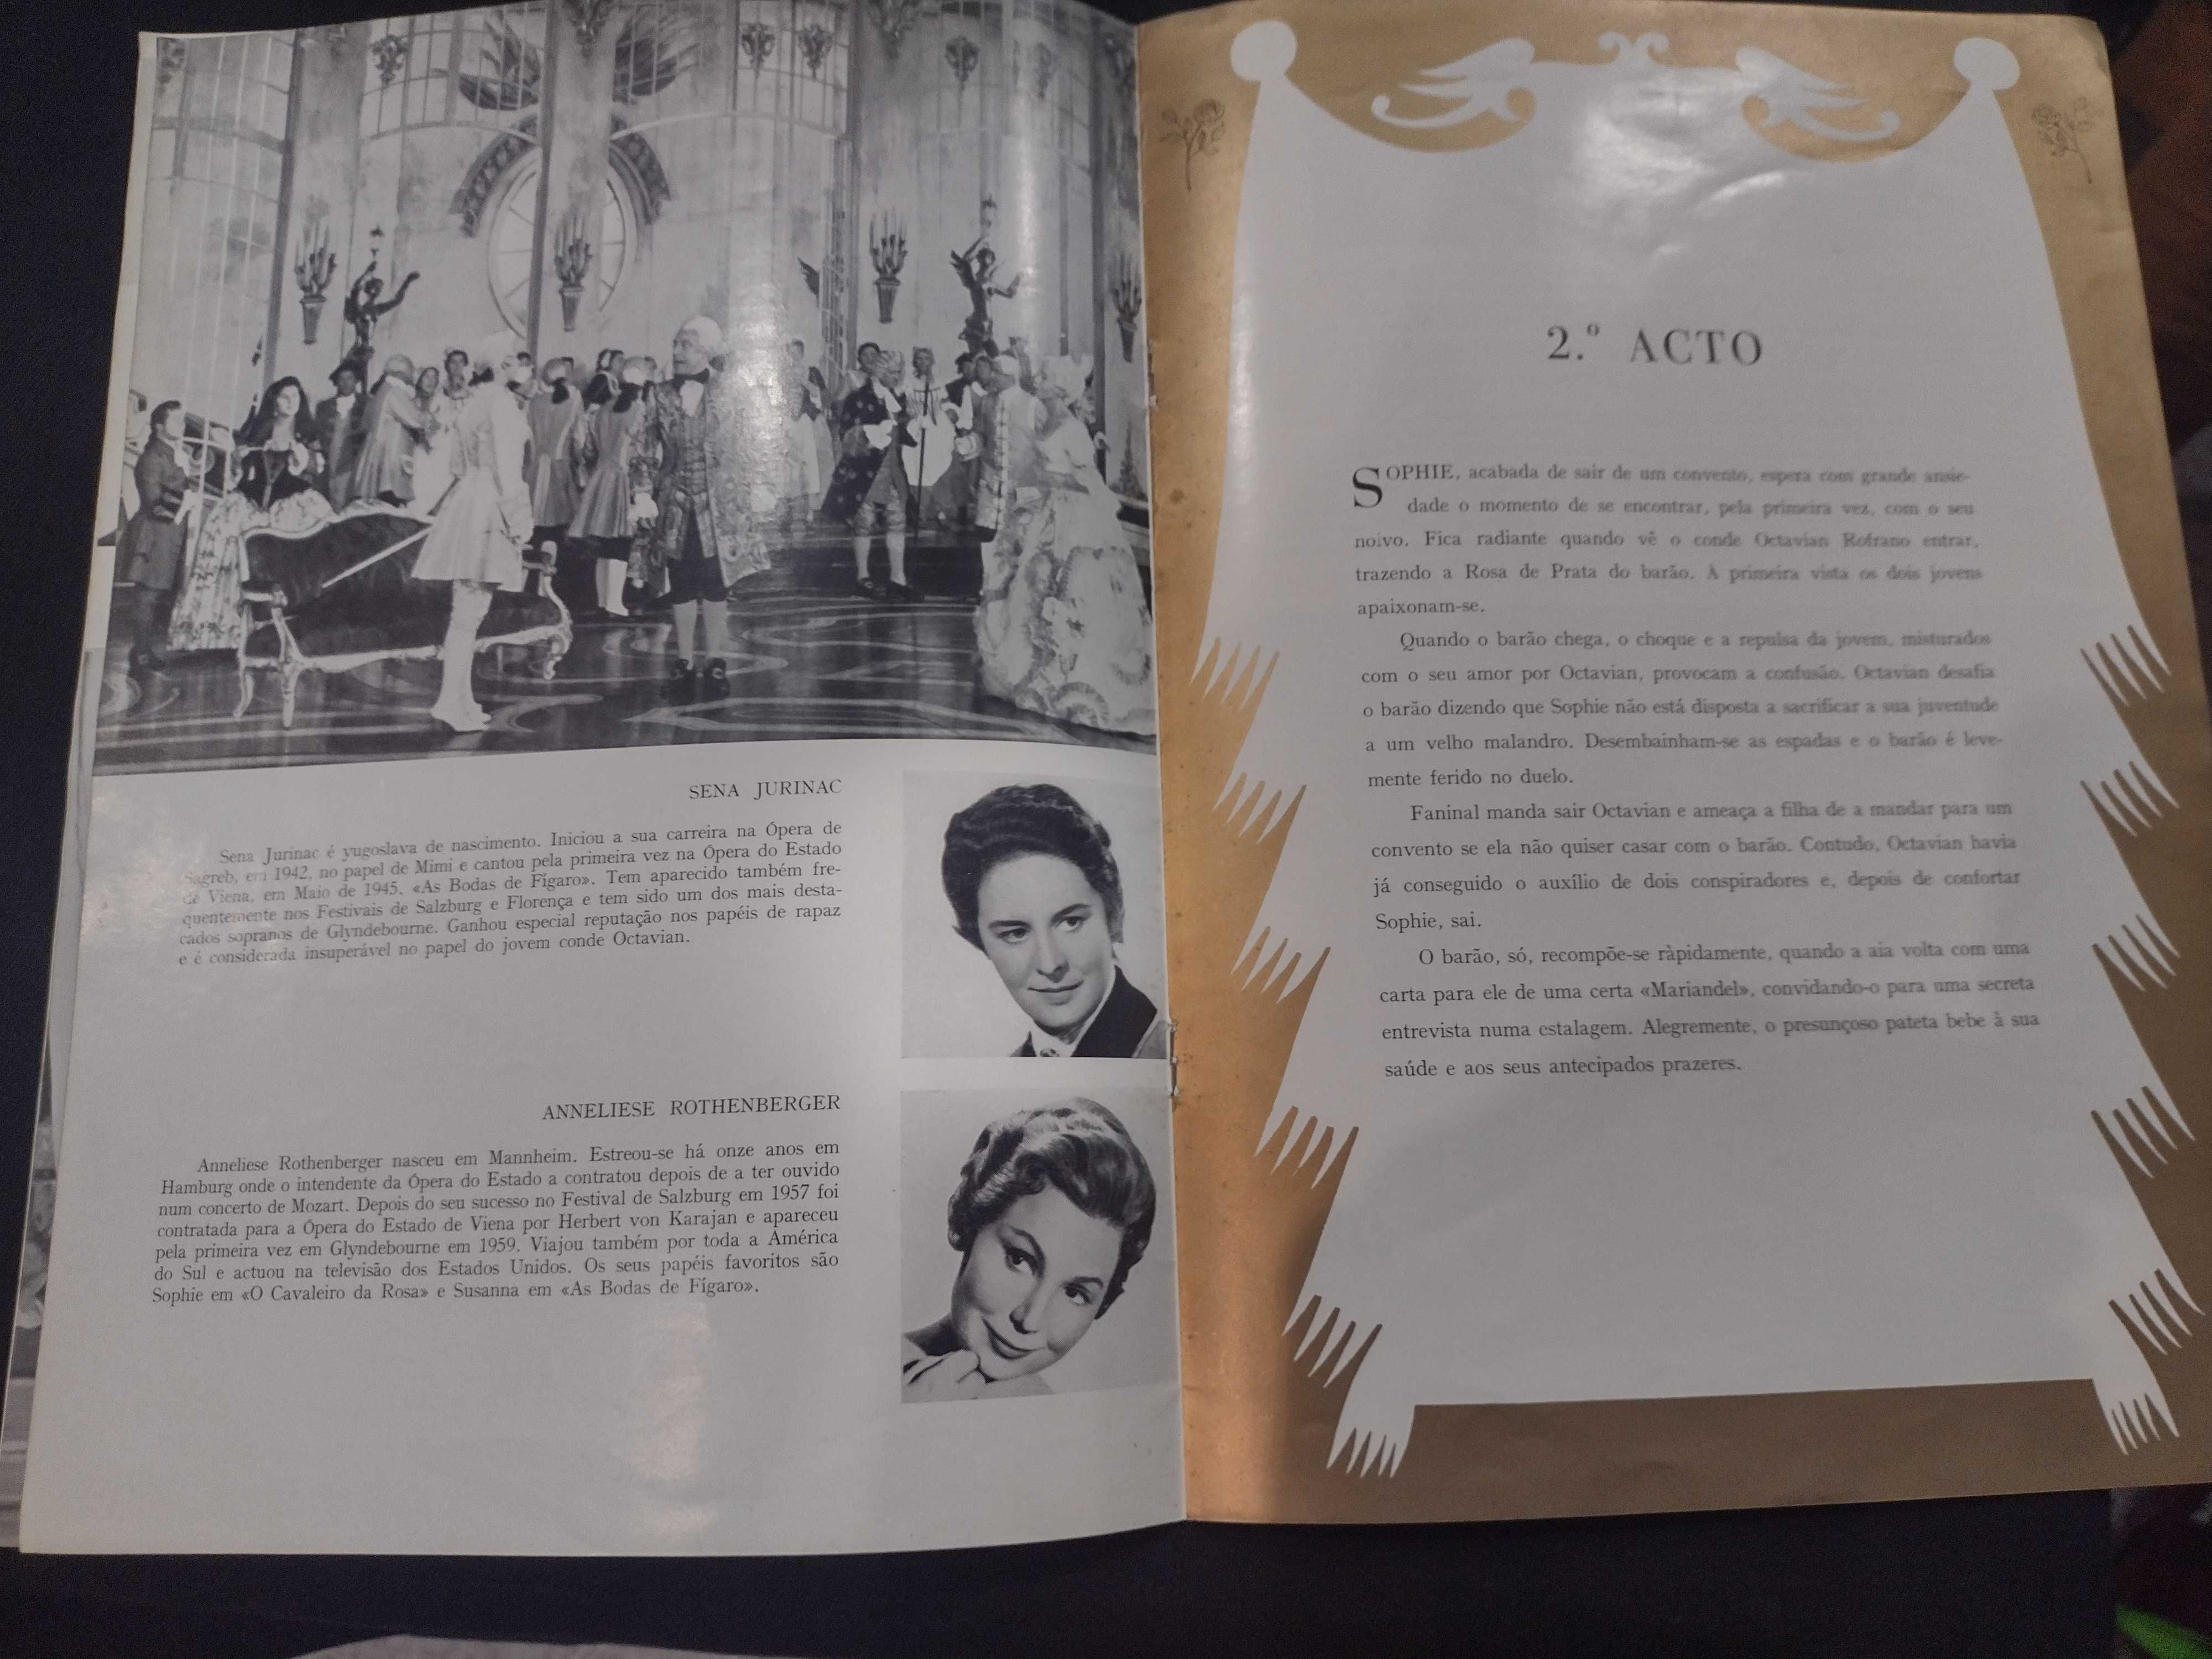 SENA JURINAC
Sena Jurinac é yugoslava de nascimento. Iniciou a sua carreira na Ópera de
Sagreb, em 1942, no papel de Mimi e cantou pela primeira vez na Ópera do Estado
de Viena, em Maio de 1945, «As Bodas de Fígaro». Tem aparecido também fre-
quentemente nos Festivais de Salzburg e Florença e tem sido um dos mais desta-
cados sopranos de Glyndebourne. Ganhou especial reputação nos papéis de rapaz
e é considerada insuperável no papel do jovem conde Octavian.
ANNELIESE ROTHENBERGER
Anneliese Rothenberger nasceu em Mannheim. Estreou-se há onze anos em
Hamburg onde o intendente da Ópera do Estado a contratou depois de a ter ouvido
num concerto de Mozart. Depois do seu sucesso no Festival de Salzburg em 1957 foi
contratada para a Ópera do Estado de Viena por Herbert von Karajan e apareceu
pela primeira vez em Glyndebourne em 1959. Viajou também por toda a América
do Sul e actuou na televisão dos Estados Unidos. Os seus papéis favoritos são
Sophie em «O Cavaleiro da Rosa» e Susanna em «As Bodas de Fígaro».
2.º ACTO
SOPHIE, acabada de sair de um convento, espera com grande ansie-
dade o momento de se encontrar, pela primeira vez, com o seu
noivo. Fica radiante quando vê o conde Octavian Rofrano entrar,
trazendo a Rosa de Prata do barão. À primeira vista os dois jovens
apaixonam-se.
Quando o barão chega, o choque e a repulsa da jovem, misturados
com o seu amor por Octavian, provocam a confusão. Octavian desafia
o barão dizendo que Sophie não está disposta a sacrificar a sua juventude
a um velho malandro. Desembainham-se as espadas e o barão é leve-
mente ferido no duelo.
Faninal manda sair Octavian e ameaça a filha de a mandar para um
convento se ela não quiser casar com o barão. Contudo, Octavian havia
já conseguido o auxílio de dois conspiradores e, depois de confortar
Sophie, sai.
O barão, só, recompõe-se ràpidamente, quando a aia volta com uma
carta para ele de uma certa «Mariandel», convidando-o para uma secreta
entrevista numa estalagem. Alegremente, o presunçoso pateta bebe à sua
saúde e aos seus antecipados prazeres.